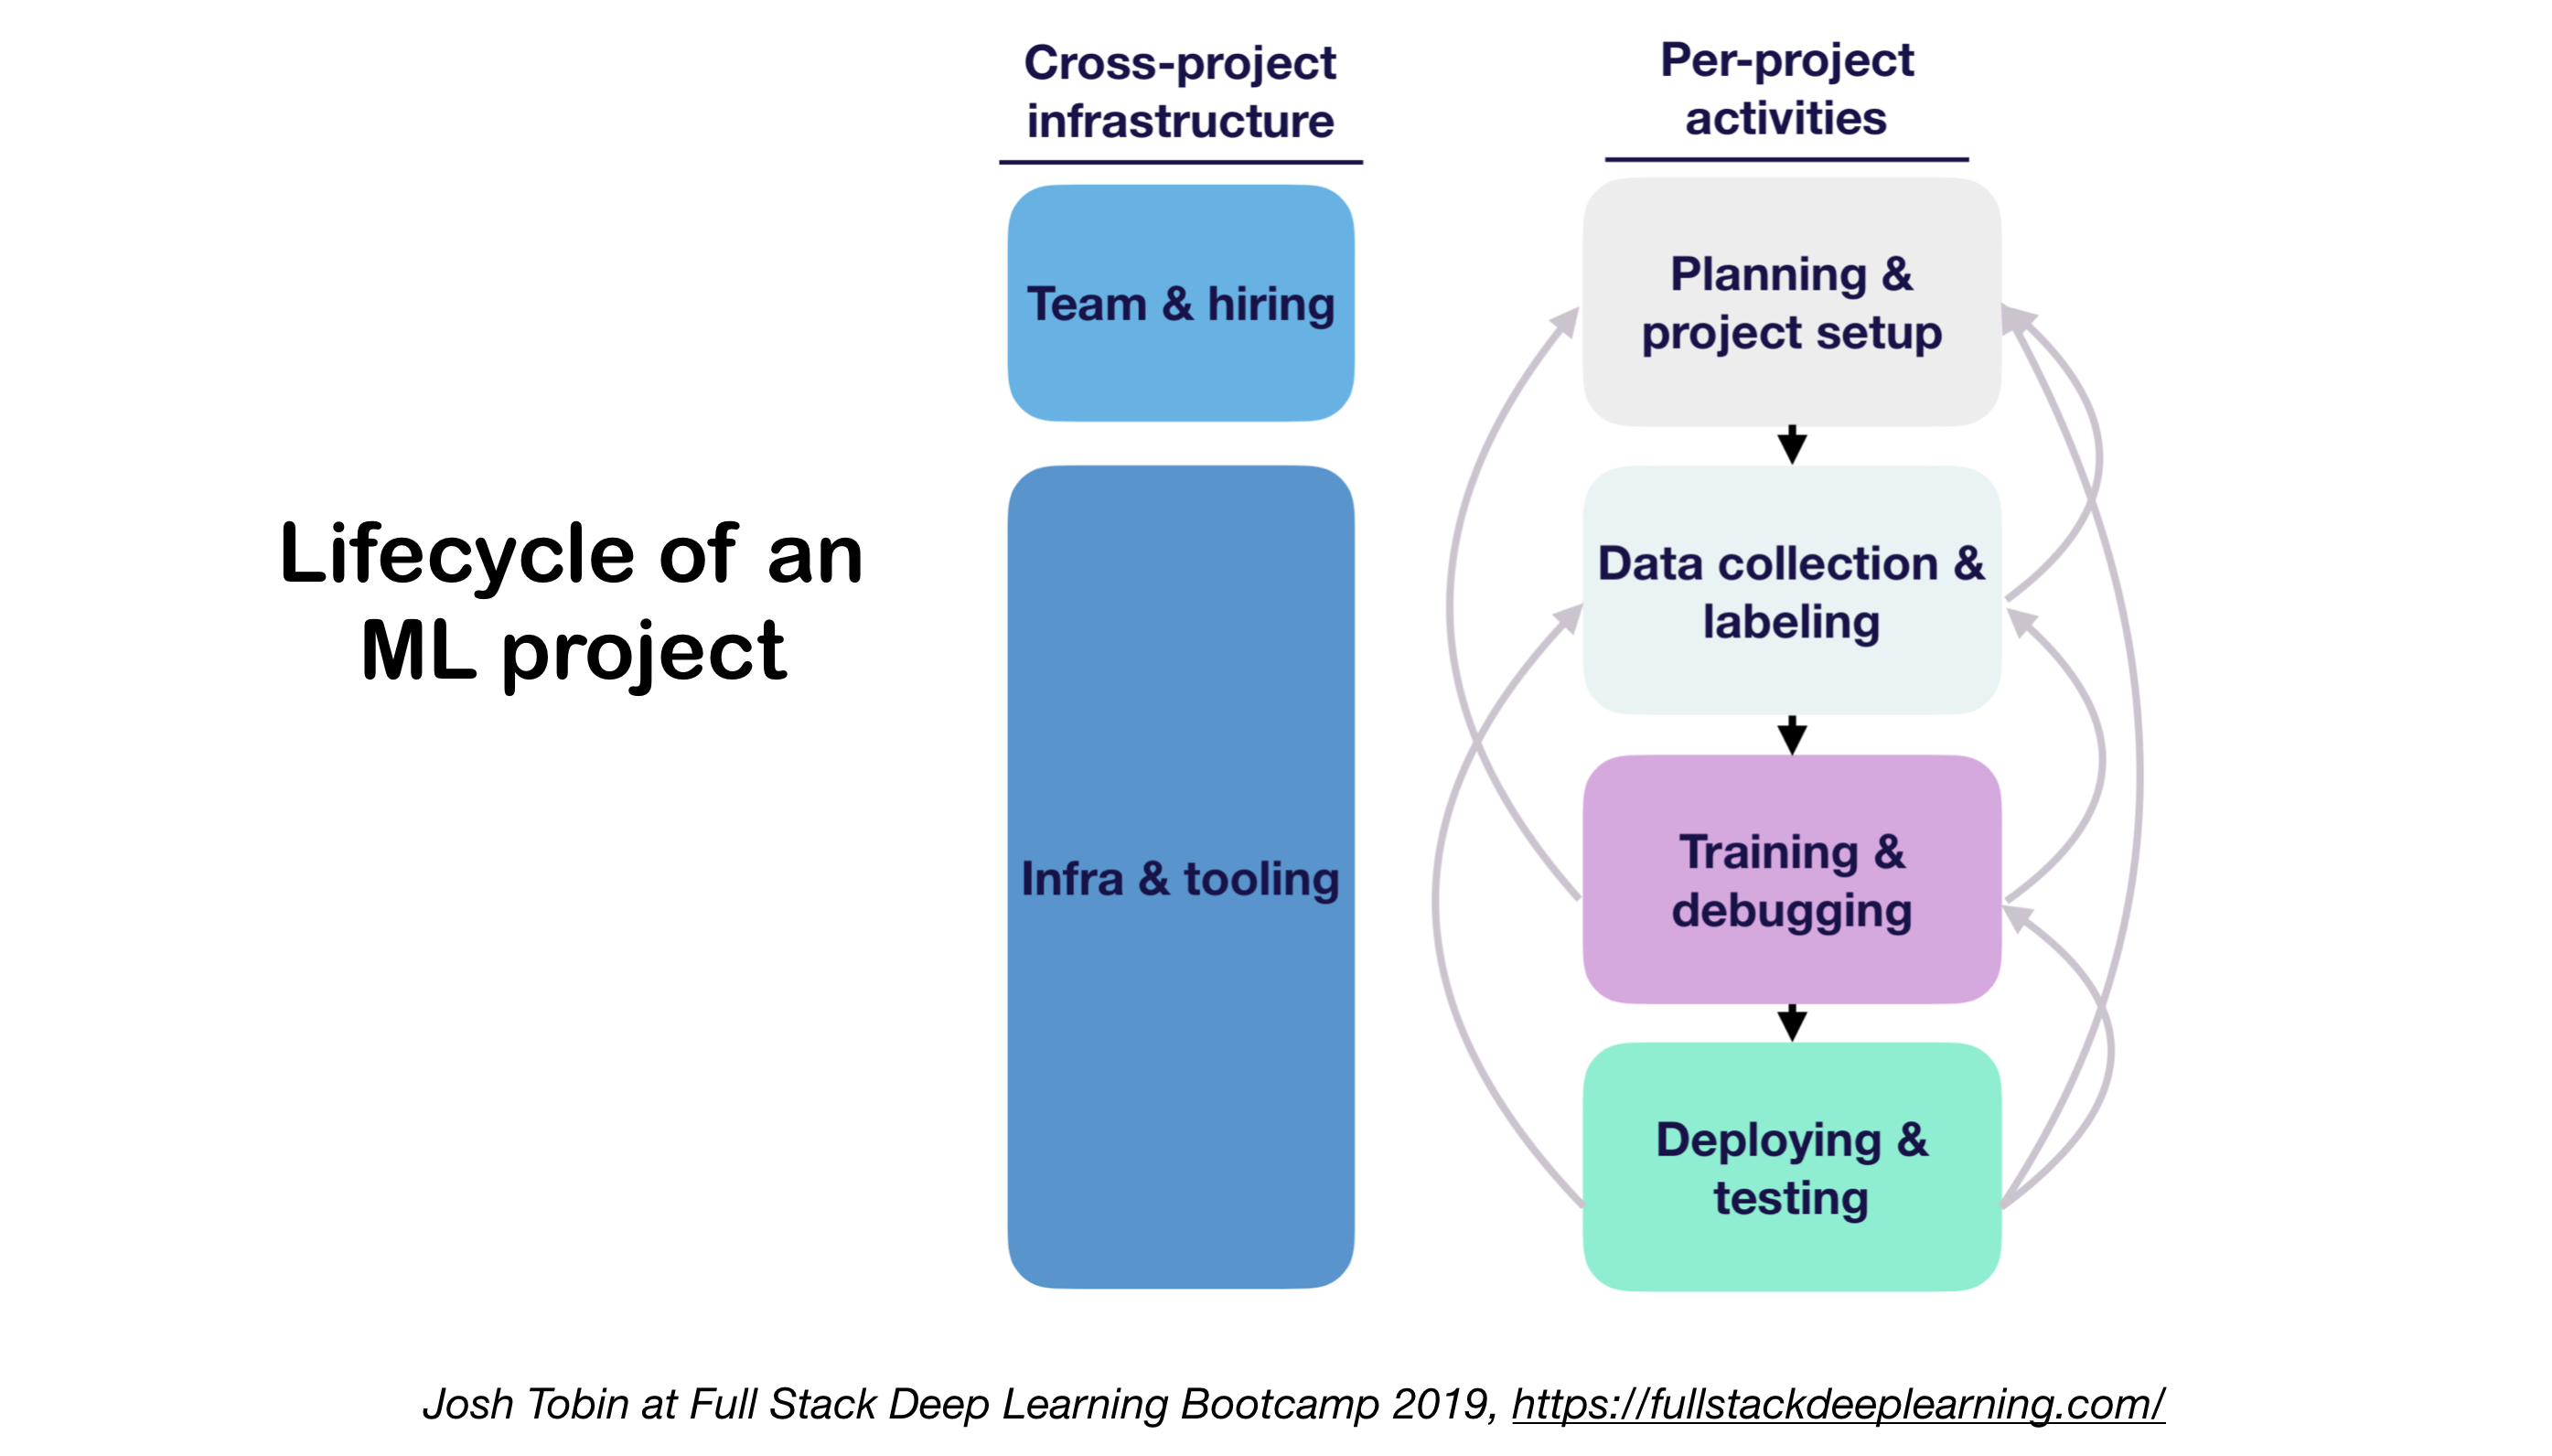 Lifecycle of an
ML project
Cross-project
infrastructure
Team & hiring
Infra & tooling
Per-project
activities
Planning &
project setup
Data collection &
labeling
Training &
debugging
Deploying &
testing
Josh Tobin at Full Stack Deep Learning Bootcamp 2019, https://fullstackdeeplearning.com/